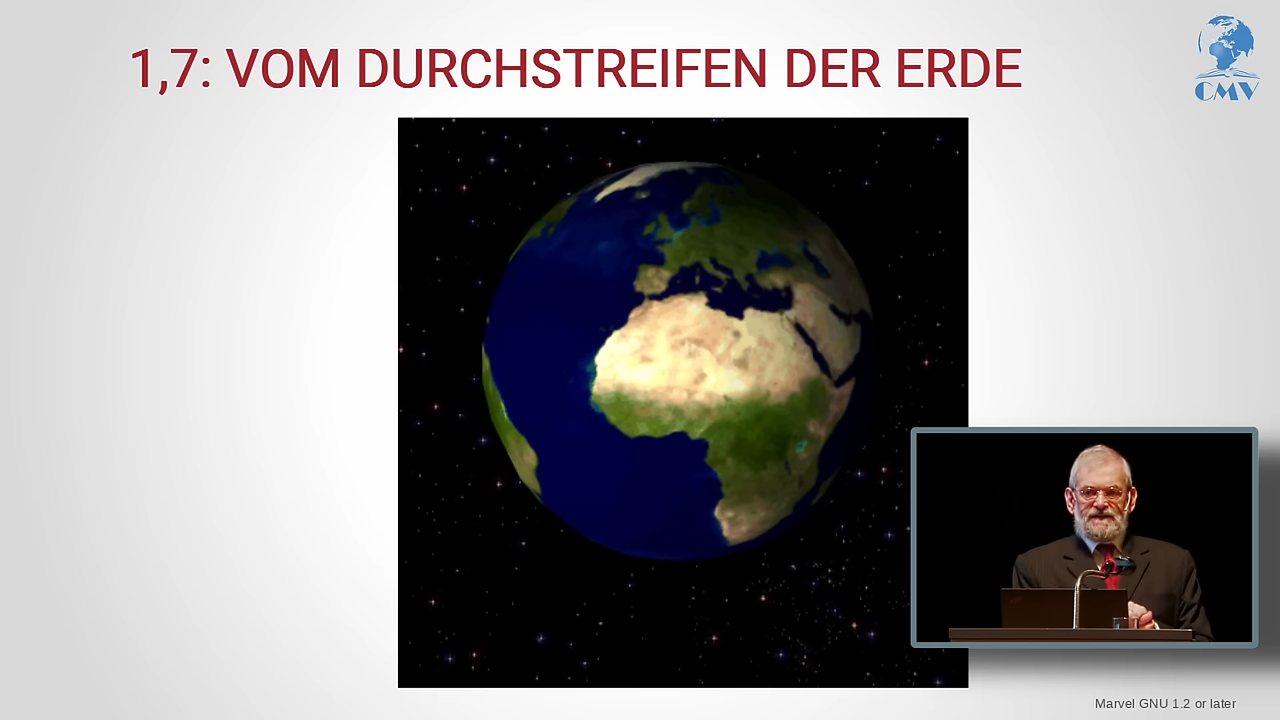 1,7: VOM DURCHSTREIFEN DER ERDE
CMV
Marvel GNU 1.2 or later